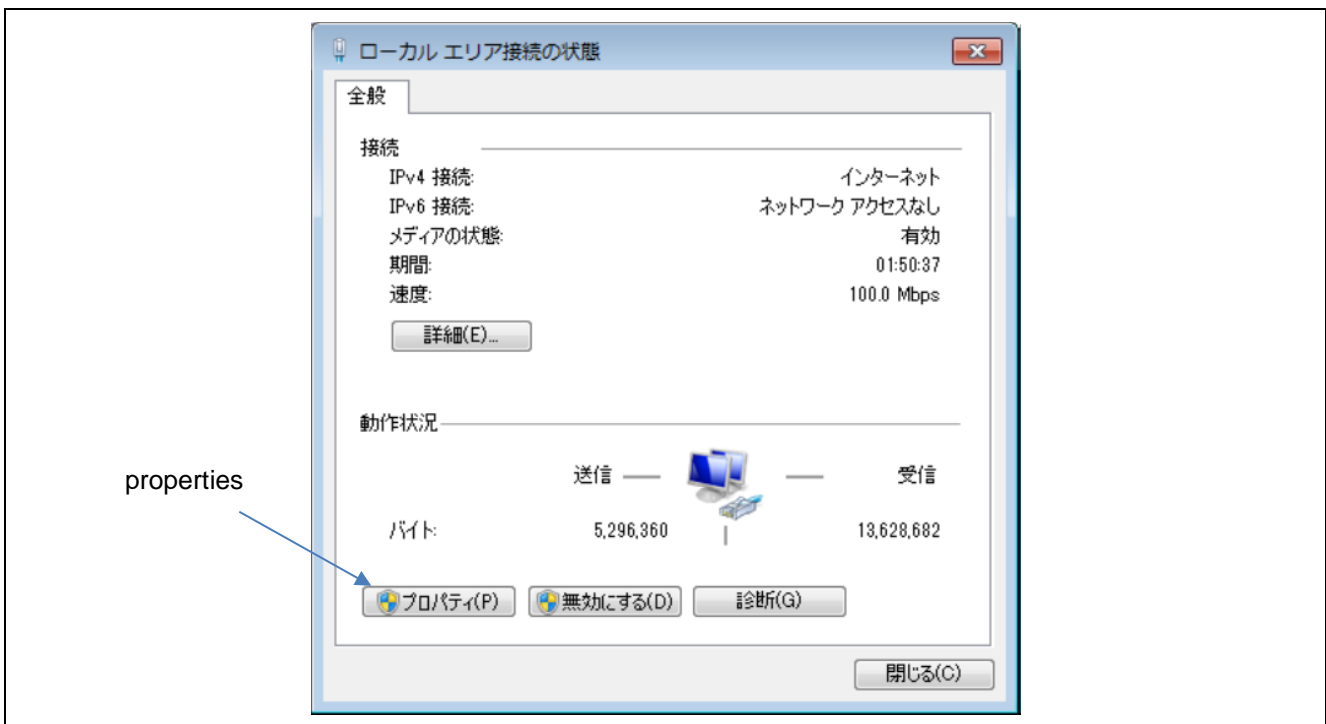 ローカル エリア接続の状態
全般
接続
IPv4 接続: インターネット
IPv6 接続: ネットワーク アクセスなし
メディアの状態: 有効
期間: 01:50:37
速度: 100.0 Mbps
詳細(E)...
動作状況
送信 受信
properties
バイト: 5,296,360 13,628,682
プロパティ(P) 無効にする(D) 診断(G)
閉じる(C)